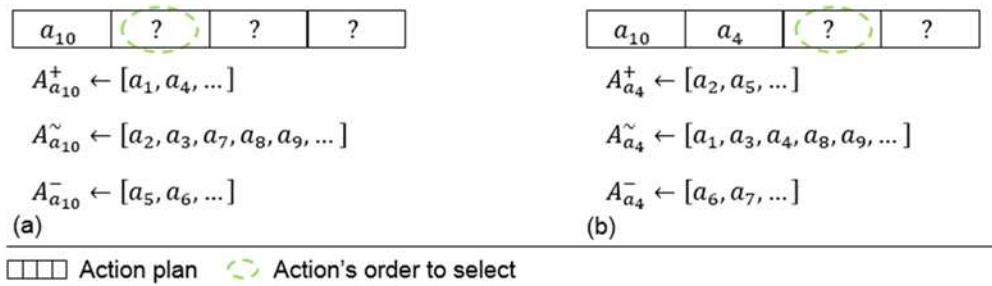 a₁₀ ? ? ?
A⁺ₐ₁₀ ← [a₁, a₄, …]
A˜ₐ₁₀ ← [a₂, a₃, a₇, a₈, a₉, … ]
A⁻ₐ₁₀ ← [a₅, a₆, …]
(a)
a₁₀ a₄ ? ?
A⁺ₐ₄ ← [a₂, a₅, …]
A˜ₐ₄ ← [a₁, a₃, a₄, a₈, a₉, … ]
A⁻ₐ₄ ← [a₆, a₇, …]
(b)
Action plan Action's order to select